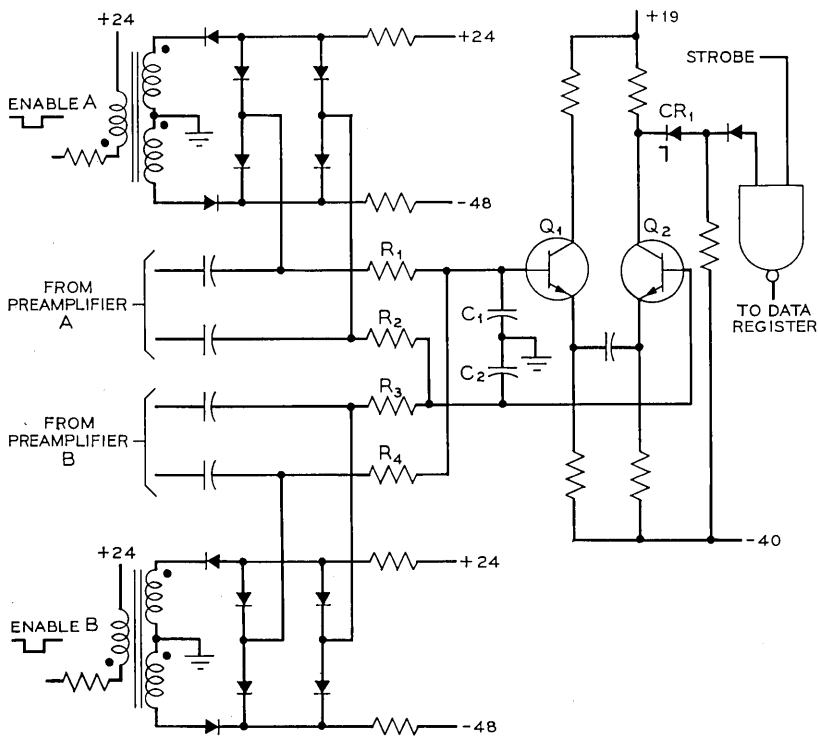 +24
+24
ENABLE A
-48
FROM
PREAMPLIFIER
A
R1
R2
FROM
PREAMPLIFIER
B
R3
R4
C1
C2
+19
STROBE
CR1
Q1
Q2
TO DATA
REGISTER
-40
+24
+24
ENABLE B
-48